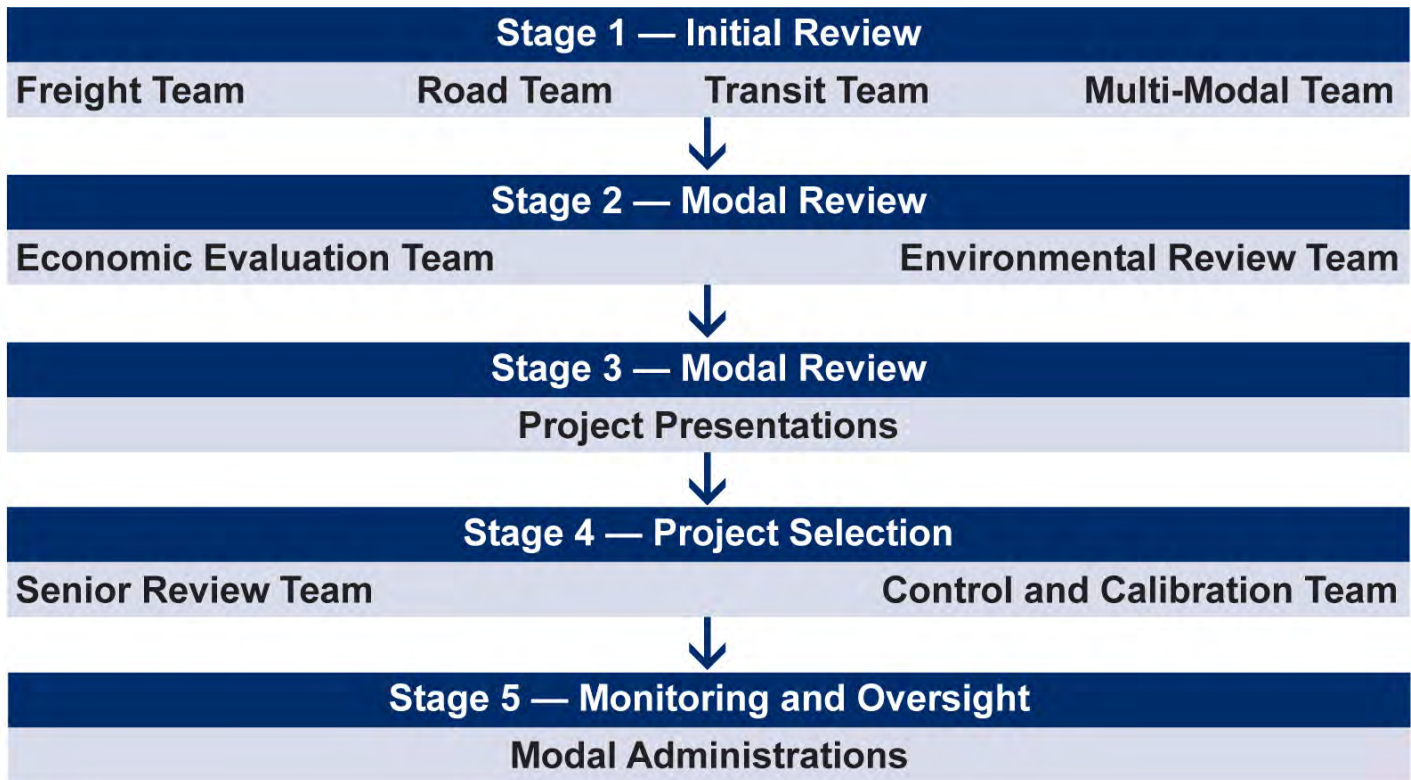 Stage 1 — Initial Review
Freight Team Road Team Transit Team Multi-Modal Team
Stage 2 — Modal Review
Economic Evaluation Team Environmental Review Team
Stage 3 — Modal Review
Project Presentations
Stage 4 — Project Selection
Senior Review Team Control and Calibration Team
Stage 5 — Monitoring and Oversight
Modal Administrations